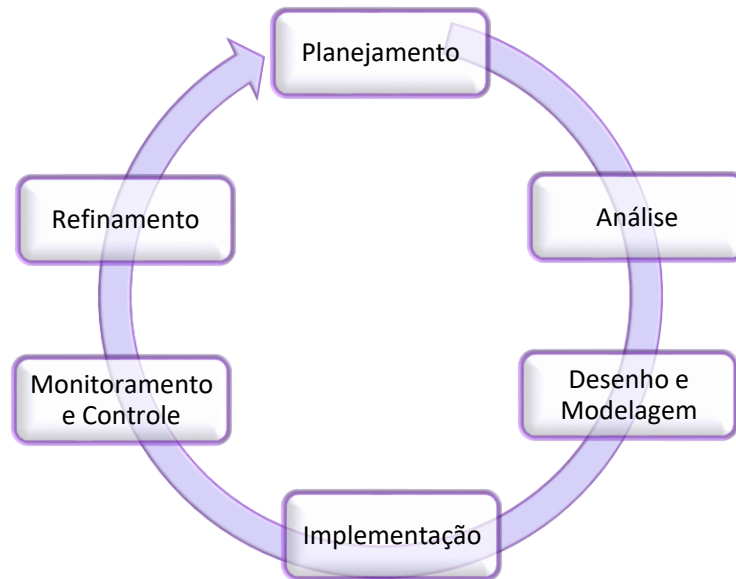 Planejamento
Análise
Desenho e
Modelagem
Implementação
Monitoramento
e Controle
Refinamento